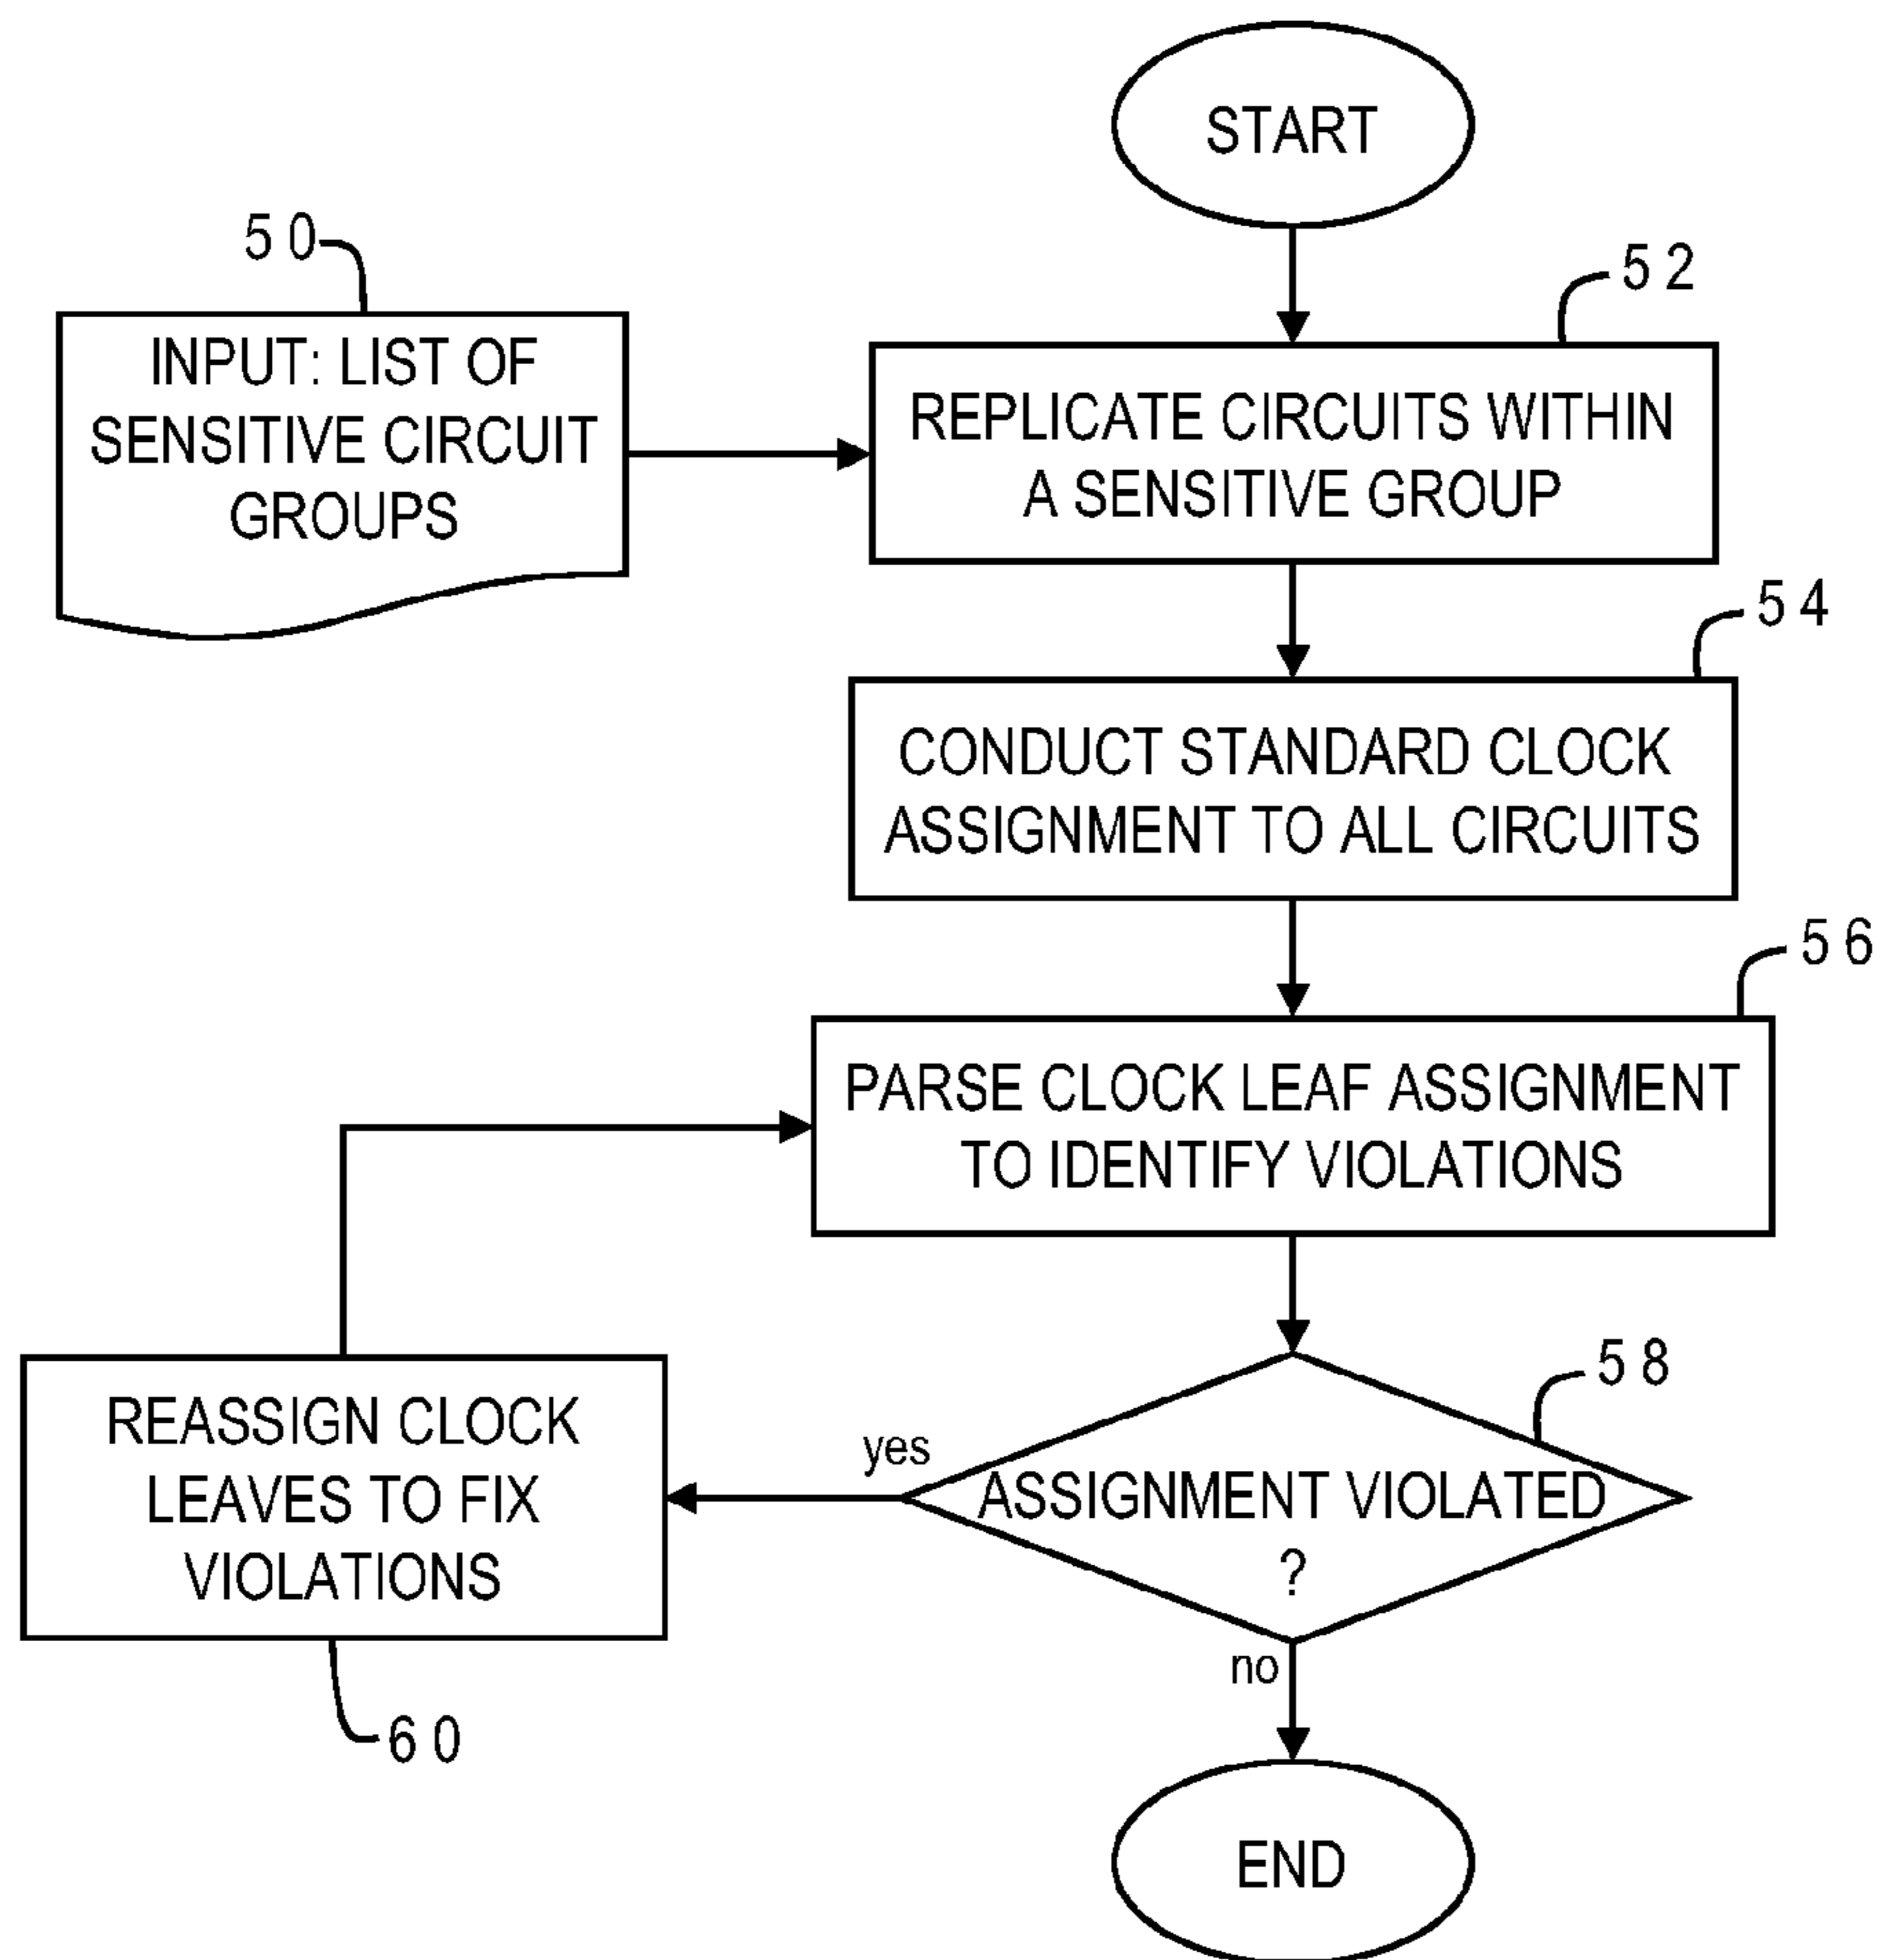 START
50
INPUT: LIST OF
SENSITIVE CIRCUIT
GROUPS
52
REPLICATE CIRCUITS WITHIN
A SENSITIVE GROUP
54
CONDUCT STANDARD CLOCK
ASSIGNMENT TO ALL CIRCUITS
56
PARSE CLOCK LEAF ASSIGNMENT
TO IDENTIFY VIOLATIONS
58
ASSIGNMENT VIOLATED
?
yes
REASSIGN CLOCK
LEAVES TO FIX
VIOLATIONS
60
no
END